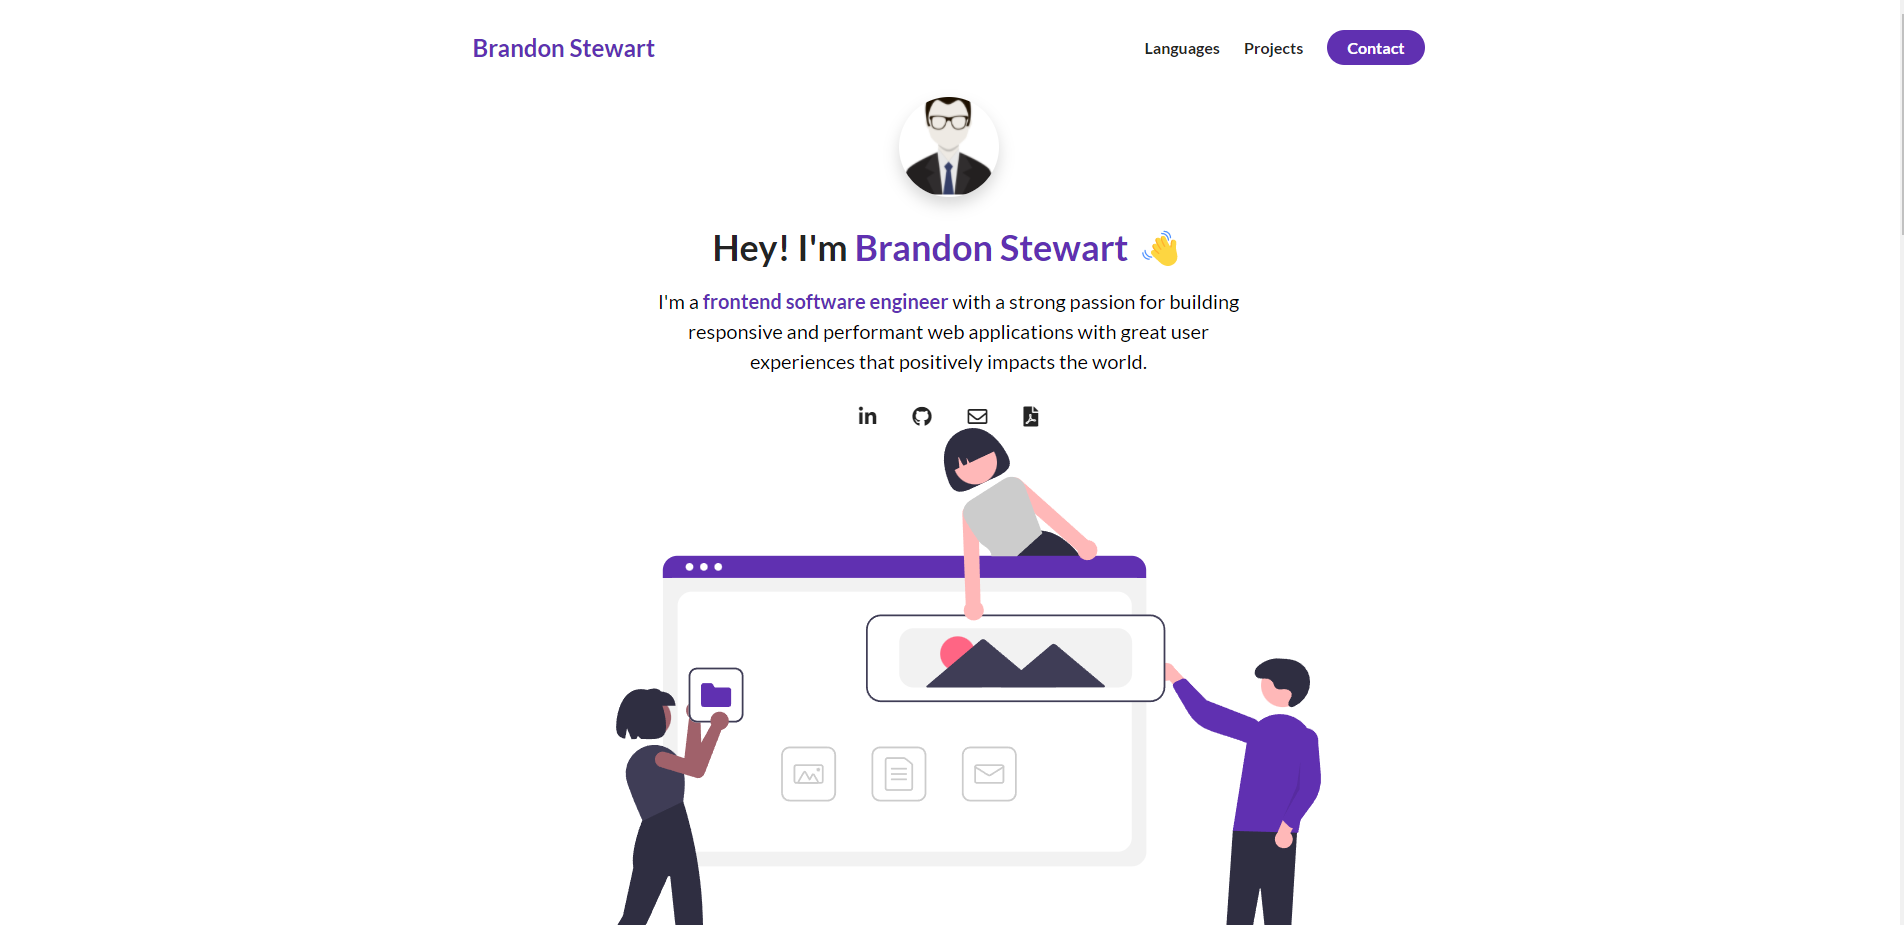 Brandon Stewart
Languages Projects Contact
Hey! I'm Brandon Stewart
I'm a frontend software engineer with a strong passion for building
responsive and performant web applications with great user
experiences that positively impacts the world.
in